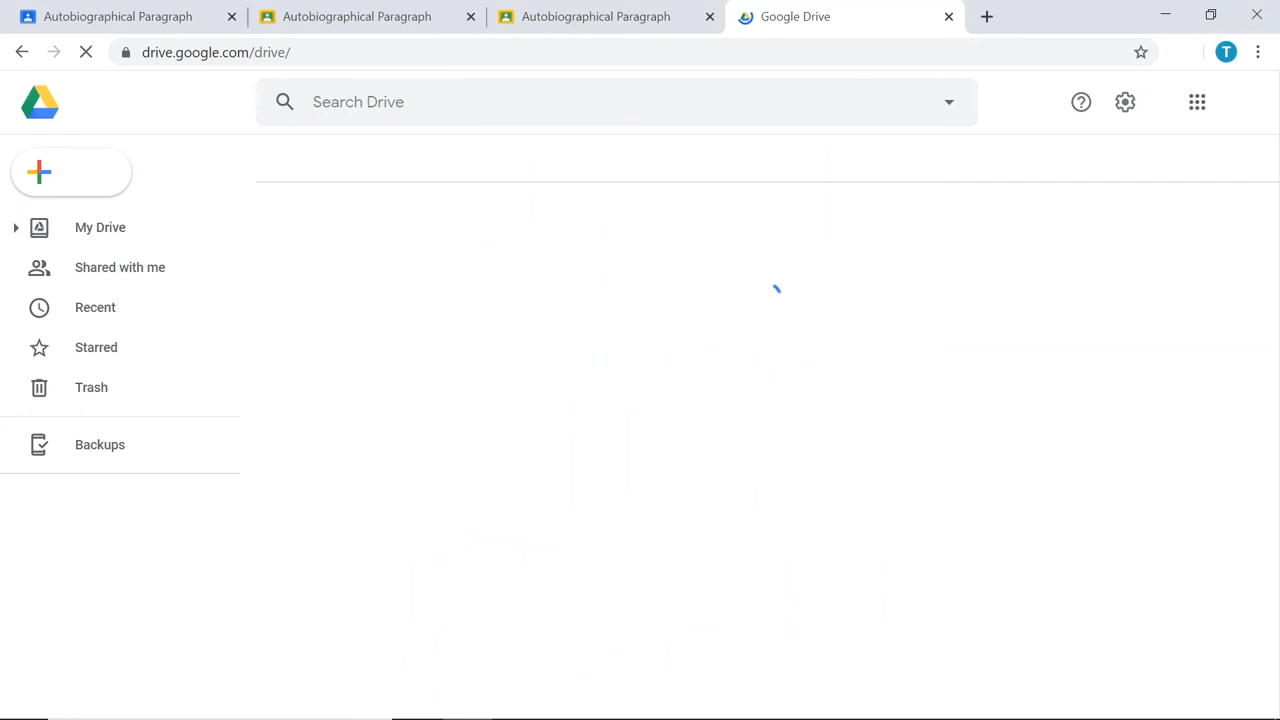 Autobiographical Paragraph
Autobiographical Paragraph
Autobiographical Paragraph
Google Drive
drive.google.com/drive/
T
Search Drive
My Drive
Shared with me
Recent
Starred
Trash
Backups